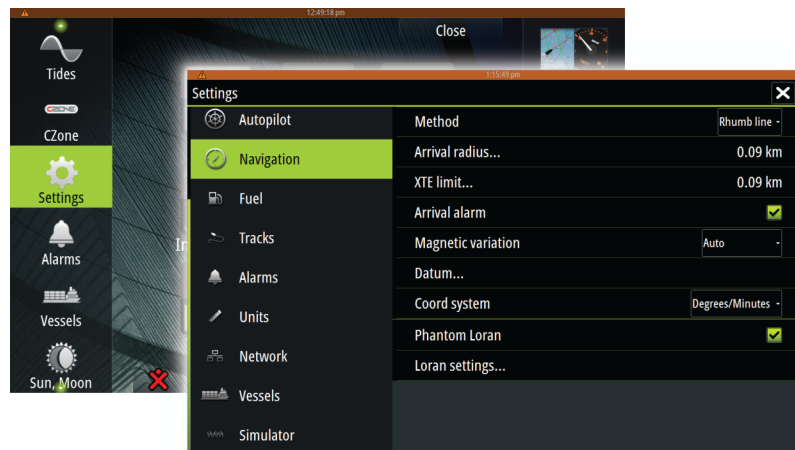 12:49:18 pm
Close
Tides
CZONE
CZone
Settings
Alarms
Vessels
Sun, Moon
1:15:49 pm
Settings
Autopilot
Navigation
Fuel
Tracks
Alarms
Units
Network
Vessels
Simulator
Method Rhumb line
Arrival radius... 0.09 km
XTE limit... 0.09 km
Arrival alarm
Magnetic variation Auto
Datum...
Coord system Degrees/Minutes
Phantom Loran
Loran settings...